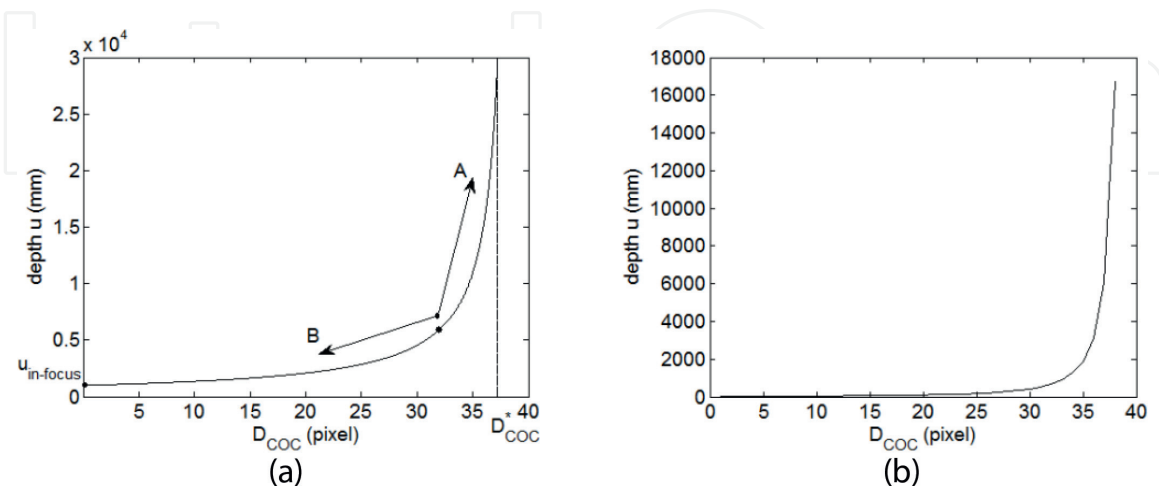 x 10⁴
3
2.5
2
1.5
1
0.5
0
depth u (mm)
u_in-focus
A
B
5 10 15 20 25 30 35 40
D_COC (pixel)
D*_COC
(a)
18000
16000
14000
12000
10000
8000
6000
4000
2000
0
depth u (mm)
0 5 10 15 20 25 30 35 40
D_COC (pixel)
(b)